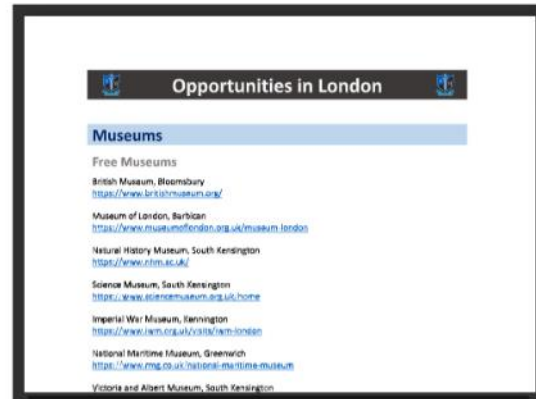 Opportunities in London
Museums
Free Museums
British Museum, Bloomsbury
https://www.britishmuseum.org/
Museum of London, Barbican
https://www.museumoflondon.org.uk/museum-london
Natural History Museum, South Kensington
https://www.nhm.ac.uk/
Science Museum, South Kensington
https://www.sciencemuseum.org.uk/home
Imperial War Museum, Kennington
https://www.iwm.org.uk/visits/iwm-london
National Maritime Museum, Greenwich
https://www.rmg.co.uk/national-maritime-museum
Victoria and Albert Museum, South Kensington